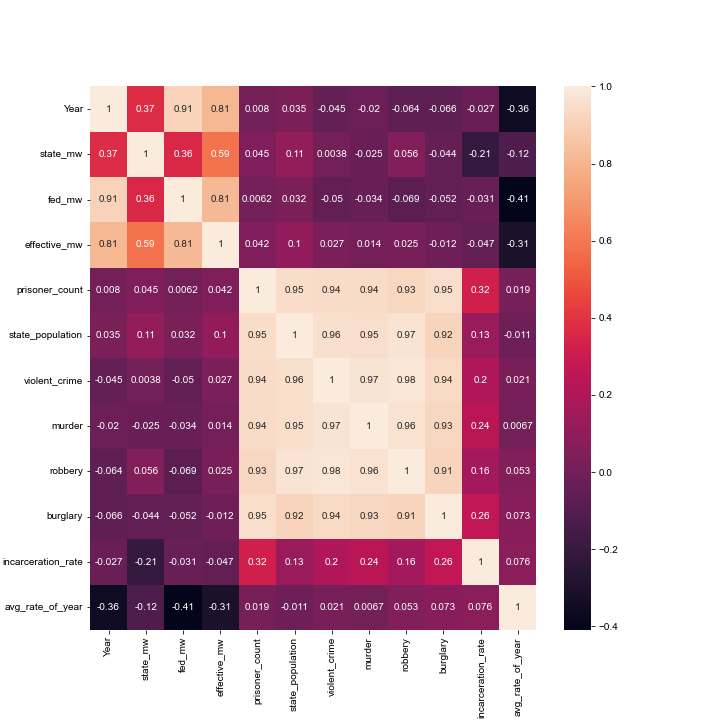 1.0
Year 1 0.37 0.91 0.81 0.008 0.035 -0.045 -0.02 -0.064 -0.066 -0.027 -0.36
state_mw 0.37 1 0.36 0.59 0.045 0.11 0.0038 -0.025 0.056 -0.044 -0.21 -0.12
0.8
fed_mw 0.91 0.36 1 0.81 0.0062 0.032 -0.05 -0.034 -0.069 -0.052 -0.031 -0.41
effective_mw 0.81 0.59 0.81 1 0.042 0.1 0.027 0.014 0.025 -0.012 -0.047 -0.31
0.6
prisoner_count 0.008 0.045 0.0062 0.042 1 0.95 0.94 0.94 0.93 0.95 0.32 0.019
0.4
state_population 0.035 0.11 0.032 0.1 0.95 1 0.96 0.95 0.97 0.92 0.13 -0.011
violent_crime -0.045 0.0038 -0.05 0.027 0.94 0.96 1 0.97 0.98 0.94 0.2 0.021
0.2
murder -0.02 -0.025 -0.034 0.014 0.94 0.95 0.97 1 0.96 0.93 0.24 0.0067
robbery -0.064 0.056 -0.069 0.025 0.93 0.97 0.98 0.96 1 0.91 0.16 0.053
0.0
burglary -0.066 -0.044 -0.052 -0.012 0.95 0.92 0.94 0.93 0.91 1 0.26 0.073
−0.2
incarceration_rate -0.027 -0.21 -0.031 -0.047 0.32 0.13 0.2 0.24 0.16 0.26 1 0.076
avg_rate_of_year -0.36 -0.12 -0.41 -0.31 0.019 -0.011 0.021 0.0067 0.053 0.073 0.076 1
−0.4
Year
state_mw
fed_mw
effective_mw
prisoner_count
state_population
violent_crime
murder
robbery
burglary
incarceration_rate
avg_rate_of_year